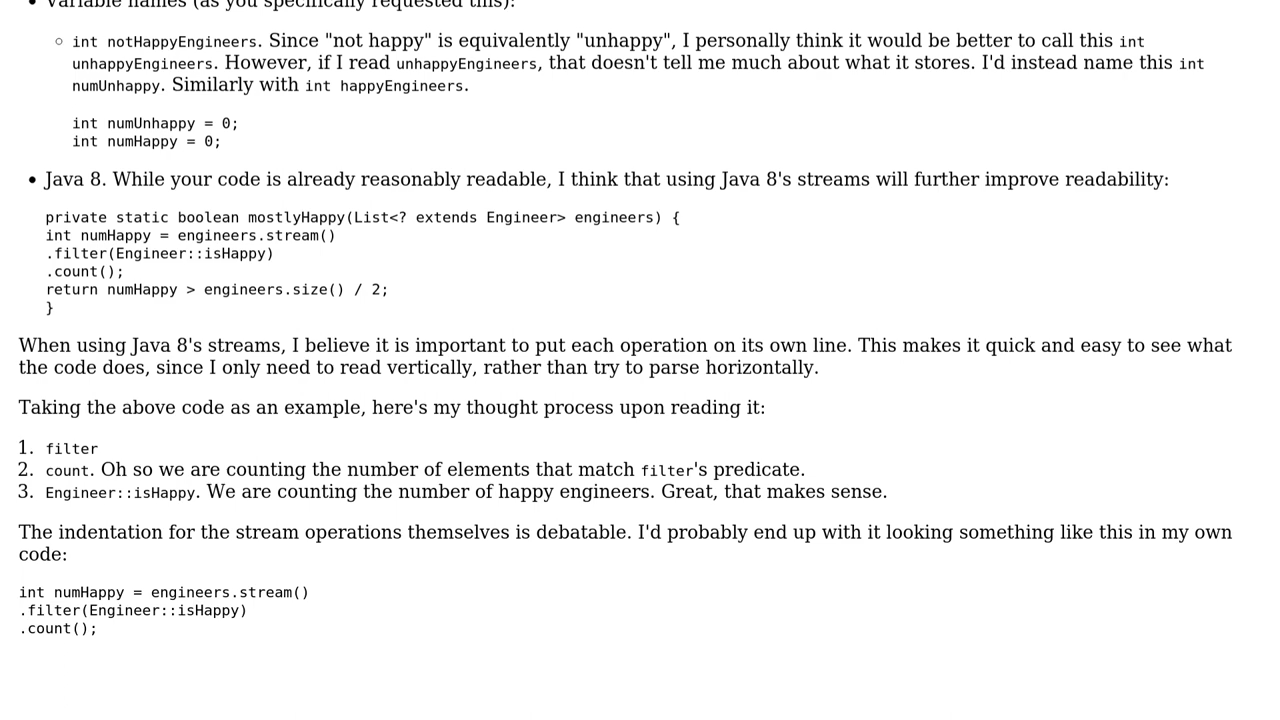 Variable names (as you specifically requested this):
int notHappyEngineers. Since "not happy" is equivalently "unhappy", I personally think it would be better to call this int
unhappyEngineers. However, if I read unhappyEngineers, that doesn't tell me much about what it stores. I'd instead name this int
numUnhappy. Similarly with int happyEngineers.
int numUnhappy = 0;
int numHappy = 0;
Java 8. While your code is already reasonably readable, I think that using Java 8's streams will further improve readability:
private static boolean mostlyHappy(List<? extends Engineer> engineers) {
int numHappy = engineers.stream()
.filter(Engineer::isHappy)
.count();
return numHappy > engineers.size() / 2;
}
When using Java 8's streams, I believe it is important to put each operation on its own line. This makes it quick and easy to see what
the code does, since I only need to read vertically, rather than try to parse horizontally.
Taking the above code as an example, here's my thought process upon reading it:
1. filter
2. count. Oh so we are counting the number of elements that match filter's predicate.
3. Engineer::isHappy. We are counting the number of happy engineers. Great, that makes sense.
The indentation for the stream operations themselves is debatable. I'd probably end up with it looking something like this in my own
code:
int numHappy = engineers.stream()
.filter(Engineer::isHappy)
.count();